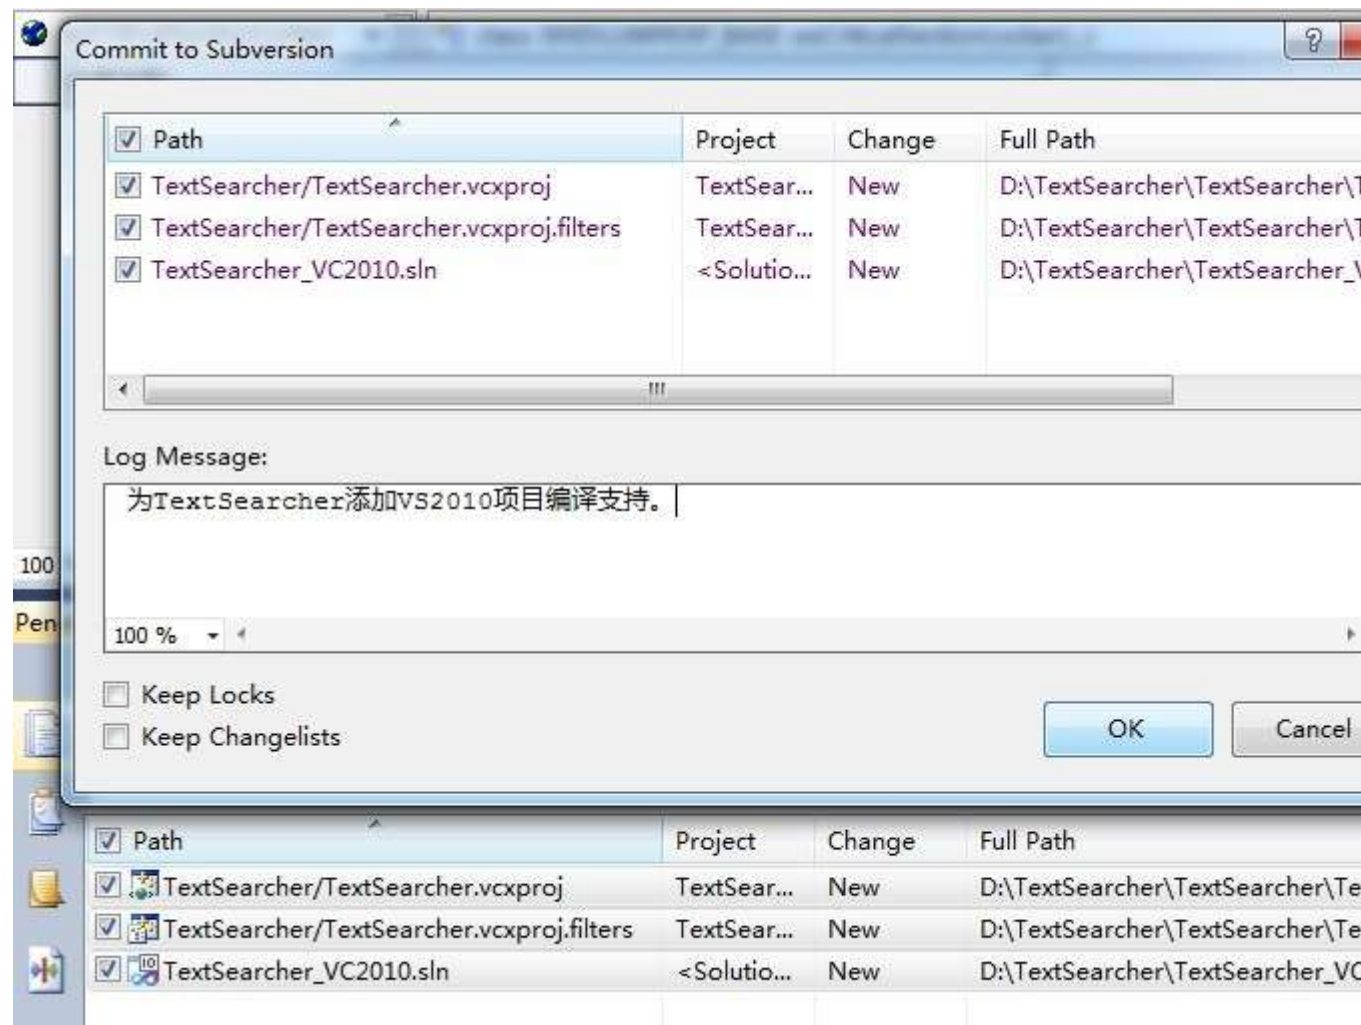 Commit to Subversion
Path Project Change Full Path
TextSearcher/TextSearcher.vcxproj TextSear... New D:\TextSearcher\TextSearcher\T
TextSearcher/TextSearcher.vcxproj.filters TextSear... New D:\TextSearcher\TextSearcher\T
TextSearcher_VC2010.sln <Solutio... New D:\TextSearcher\TextSearcher_V
Log Message:
为TextSearcher添加VS2010项目编译支持。
100
Pen
100 %
Keep Locks
Keep Changelists
OK Cancel
Path Project Change Full Path
TextSearcher/TextSearcher.vcxproj TextSear... New D:\TextSearcher\TextSearcher\Te
TextSearcher/TextSearcher.vcxproj.filters TextSear... New D:\TextSearcher\TextSearcher\Te
TextSearcher_VC2010.sln <Solutio... New D:\TextSearcher\TextSearcher_VC